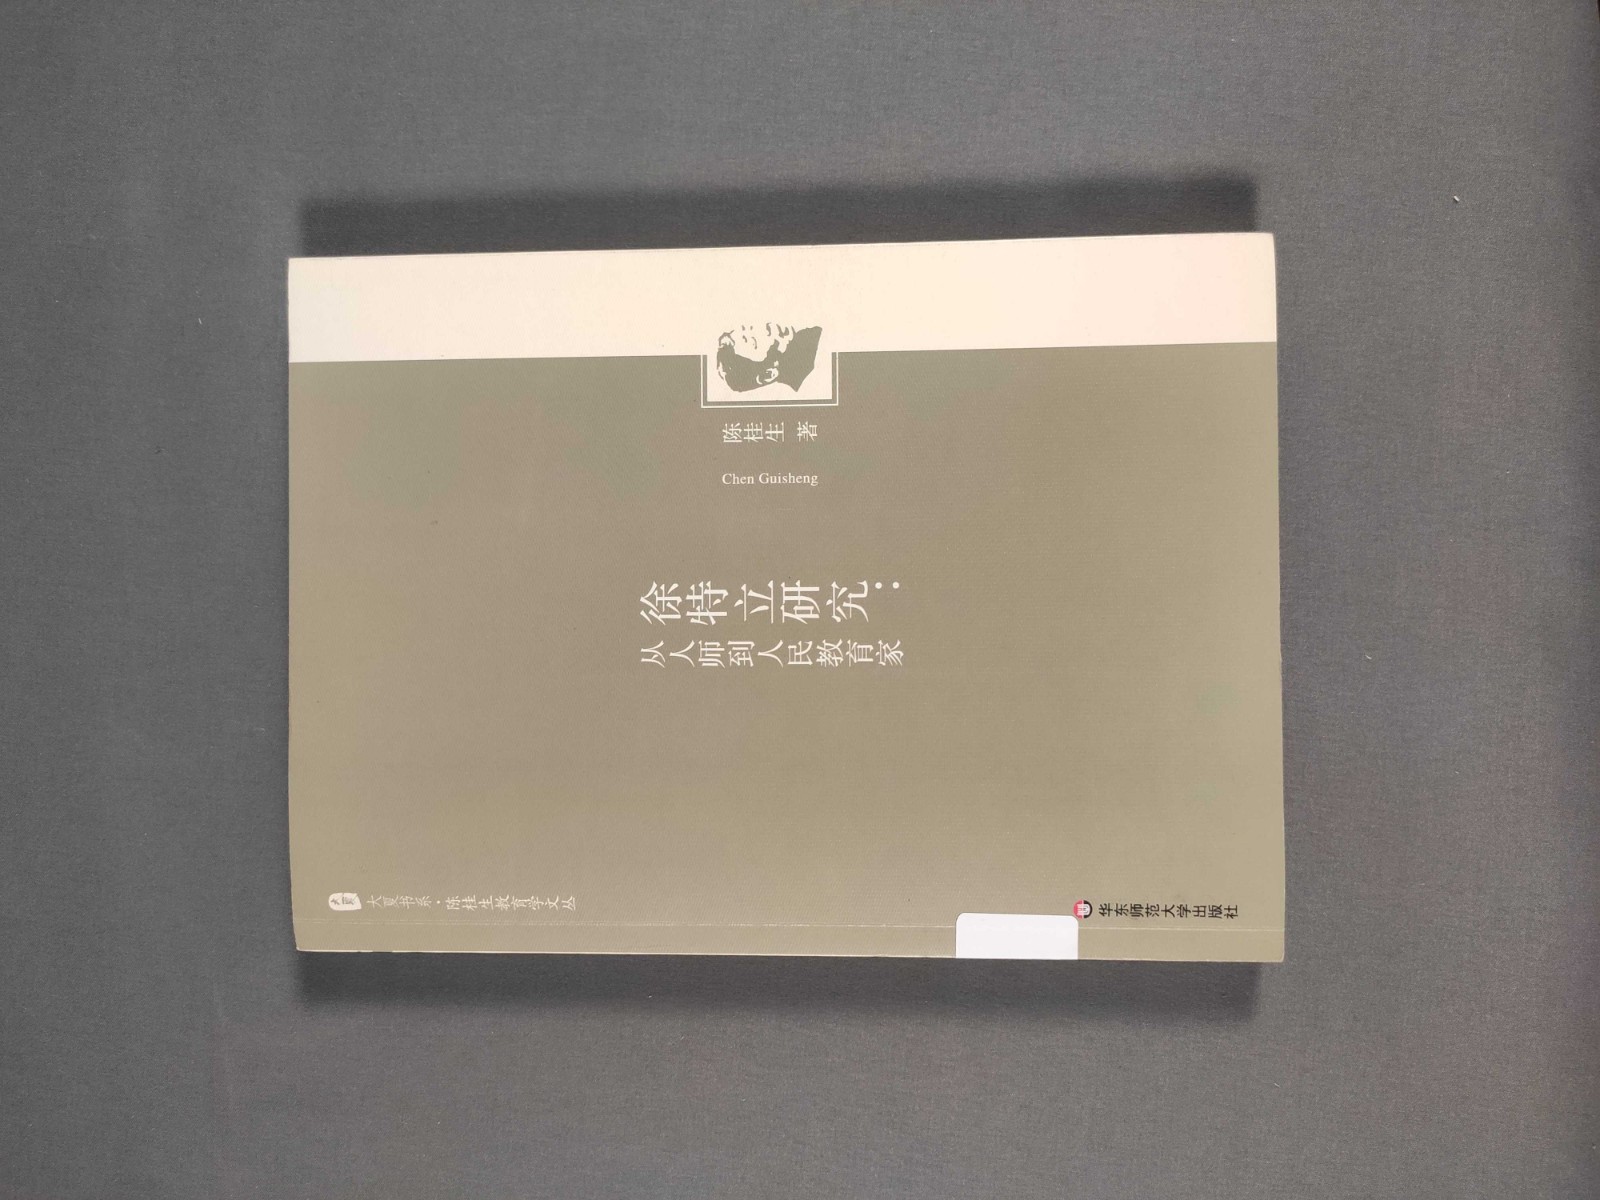 陈桂生 著
Chen Guisheng
徐特立研究：
从人师到人民教育家
大夏书系·陈桂生教育学文丛
华东师范大学出版社